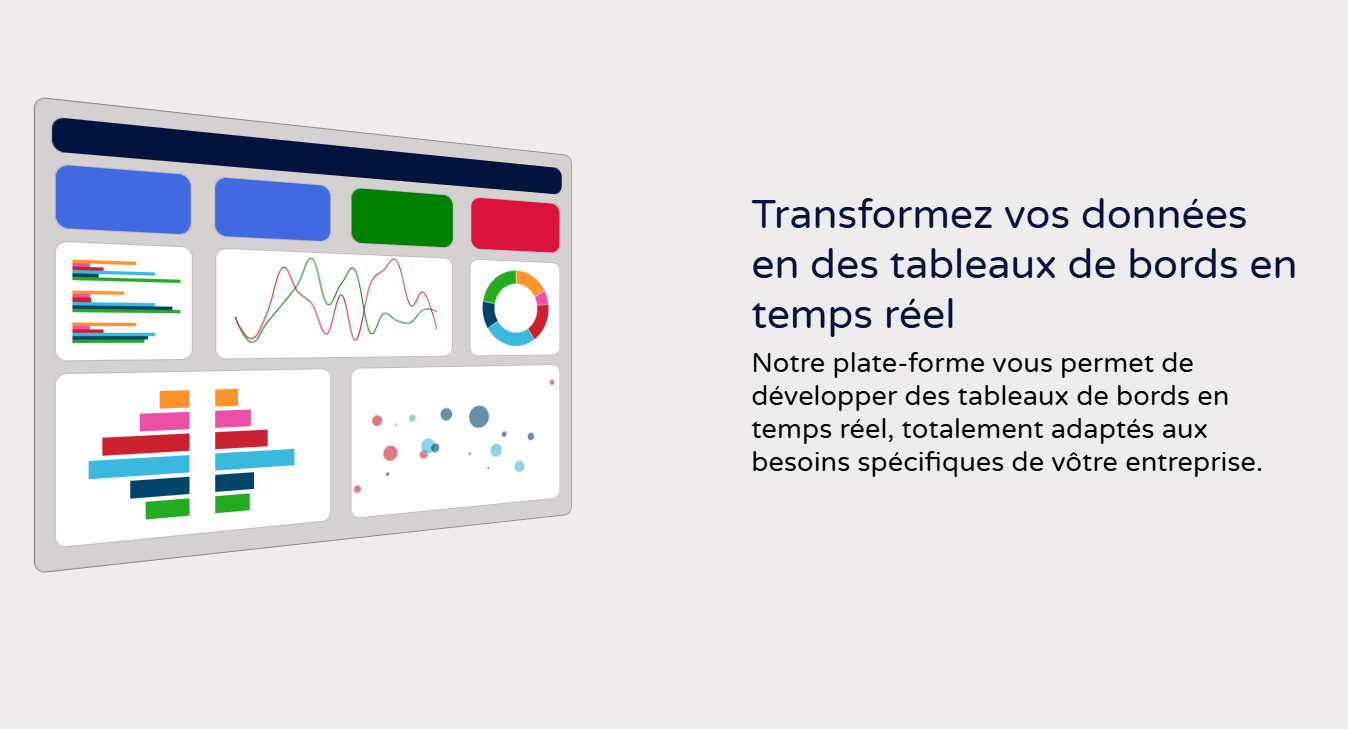 Transformez vos données
en des tableaux de bords en
temps réel
Notre plate-forme vous permet de
développer des tableaux de bords en
temps réel, totalement adaptés aux
besoins spécifiques de vôtre entreprise.